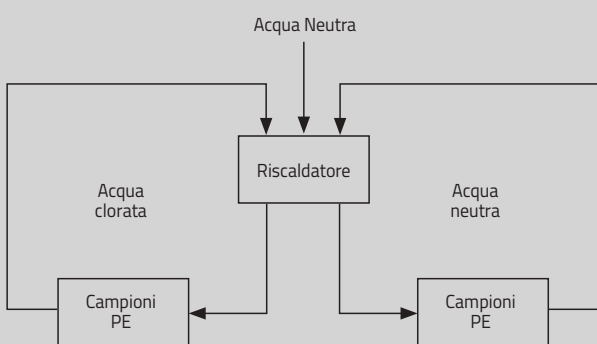 Acqua Neutra
Riscaldatore
Acqua
clorata
Acqua
neutra
Campioni
PE
Campioni
PE